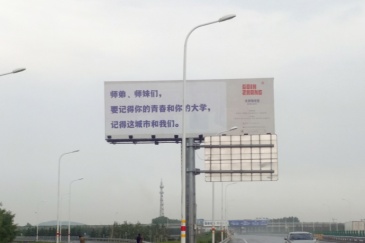 师弟、师妹们，
要记得你的青春和你的大学，
记得这城市和我们。